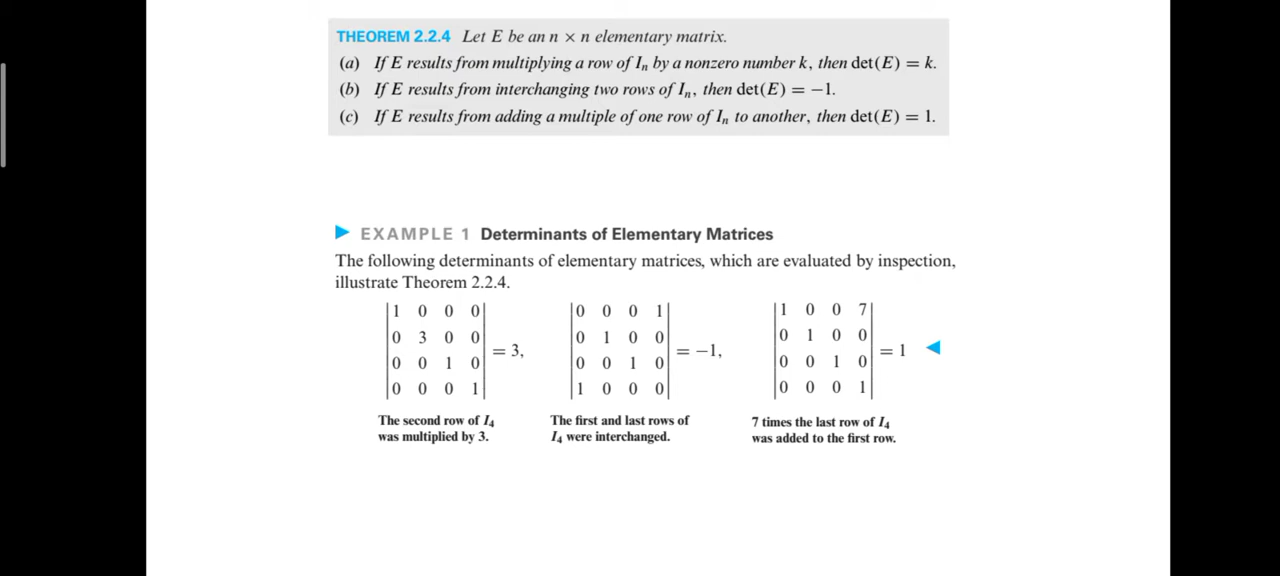 THEOREM 2.2.4 Let E be an n × n elementary matrix.
(a) If E results from multiplying a row of Iₙ by a nonzero number k, then det(E) = k.
(b) If E results from interchanging two rows of Iₙ, then det(E) = −1.
(c) If E results from adding a multiple of one row of Iₙ to another, then det(E) = 1.
▶ EXAMPLE 1 Determinants of Elementary Matrices
The following determinants of elementary matrices, which are evaluated by inspection,
illustrate Theorem 2.2.4.
|1 0 0 0|
|0 3 0 0|
|0 0 1 0|
|0 0 0 1|
= 3,
The second row of I₄
was multiplied by 3.
|0 0 0 1|
|0 1 0 0|
|0 0 1 0|
|1 0 0 0|
= −1,
The first and last rows of
I₄ were interchanged.
|1 0 0 7|
|0 1 0 0|
|0 0 1 0|
|0 0 0 1|
= 1 ◀
7 times the last row of I₄
was added to the first row.